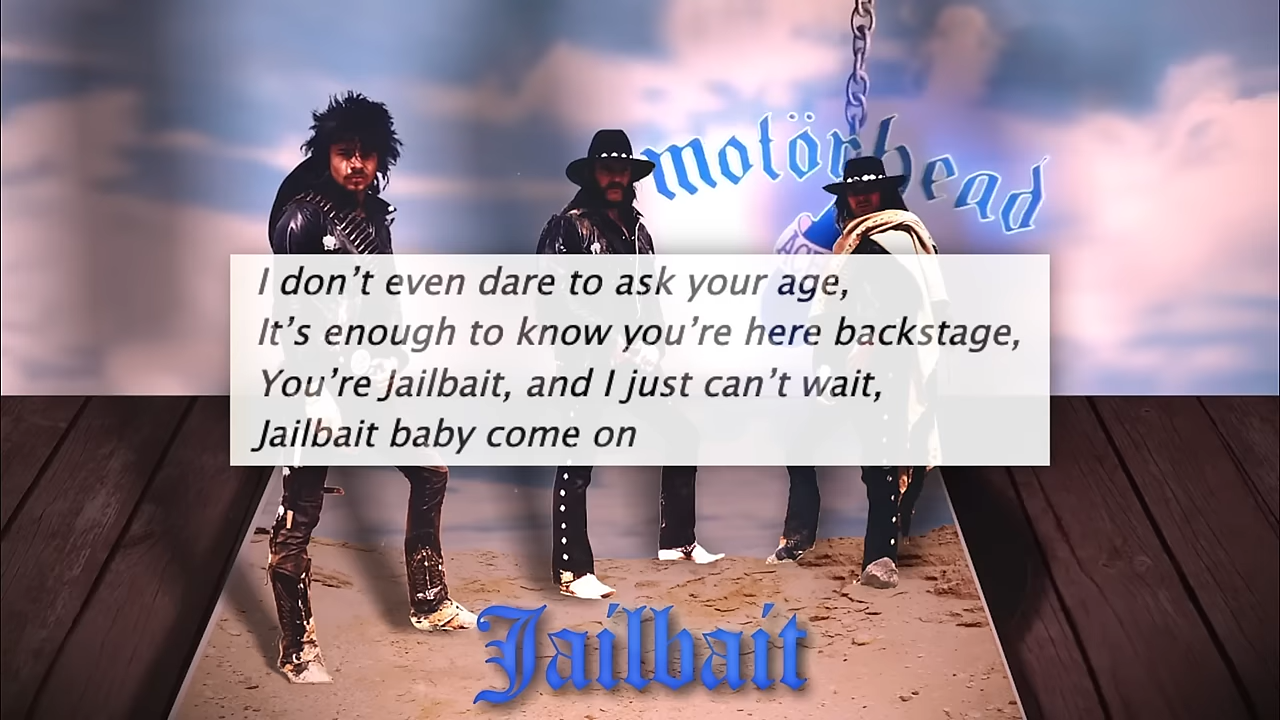 motörhead
I don't even dare to ask your age,
It's enough to know you're here backstage,
You're Jailbait, and I just can't wait,
Jailbait baby come on
Jailbait